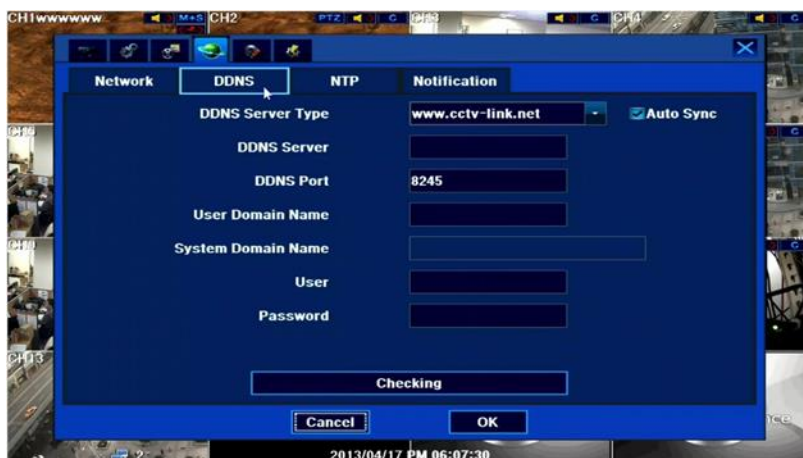 CH1wwwwww M+S CH2 PTZ C CH3 C CH4 C
Network DDNS NTP Notification
DDNS Server Type www.cctv-link.net Auto Sync
DDNS Server
DDNS Port 8245
User Domain Name
System Domain Name
User
Password
CH13
Checking
Cancel OK
2013/04/17 PM 06:07:30